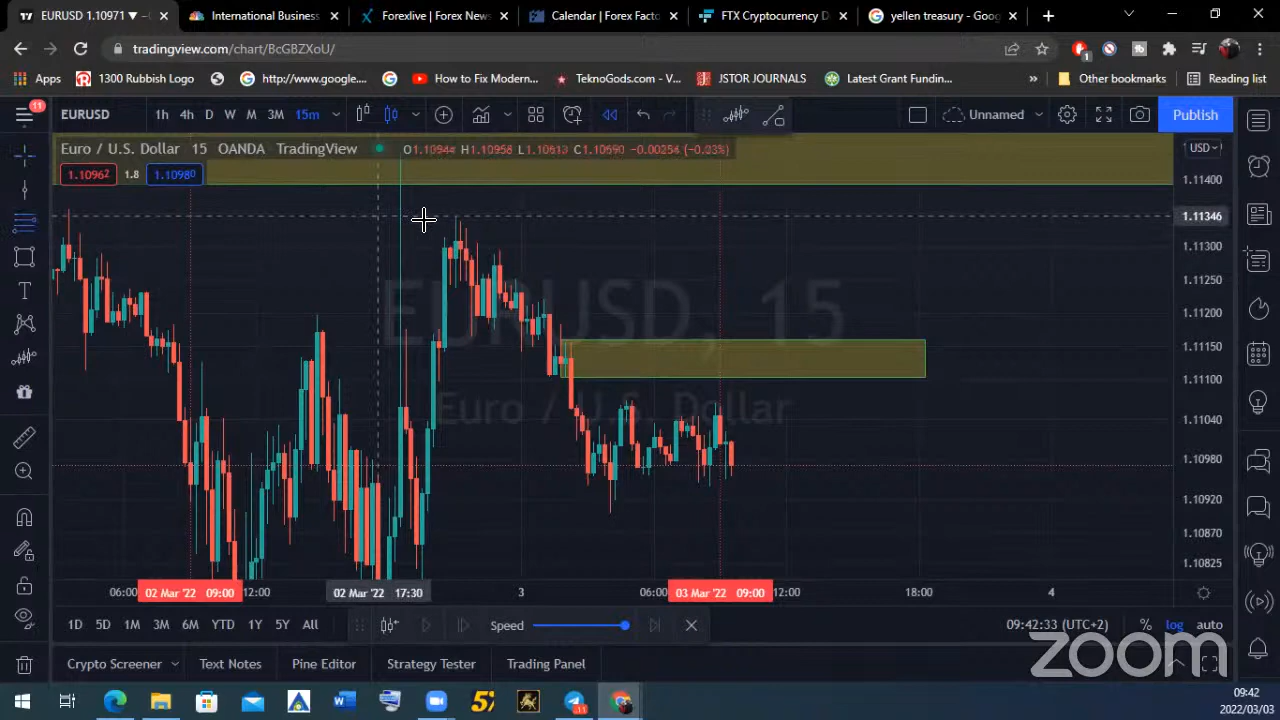 EURUSD 1.10971 ▼ −0.0
International Business
Forexlive | Forex News
Calendar | Forex Facto
FTX Cryptocurrency D
yellen treasury - Goog
tradingview.com/chart/BcGBZXoU/
1
Apps
1300 Rubbish Logo
http://www.google....
How to Fix Modern...
TeknoGods.com - V...
JSTOR JOURNALS
Latest Grant Fundin...
»
Other bookmarks
Reading list
11
EURUSD
1h 4h D W M 3M 15m
Unnamed
Publish
Euro / U.S. Dollar 15 OANDA TradingView
O1.10944 H1.10956 L1.10613 C1.10690 −0.00254 (−0.03%)
USD
1.10962
1.8
1.10980
1.11400
1.11346
1.11300
1.11250
1.11200
1.11150
1.11100
1.11040
1.10980
1.10920
1.10870
1.10825
EURUSD, 15
Euro / U.S. Dollar
06:00
02 Mar '22 09:00
12:00
02 Mar '22 17:30
3
06:00
03 Mar '22 09:00
12:00
18:00
4
1D 5D 1M 3M 6M YTD 1Y 5Y All
Speed
09:42:33 (UTC+2)
%
log
auto
zoom
Crypto Screener
Text Notes
Pine Editor
Strategy Tester
Trading Panel
09:42
2022/03/03